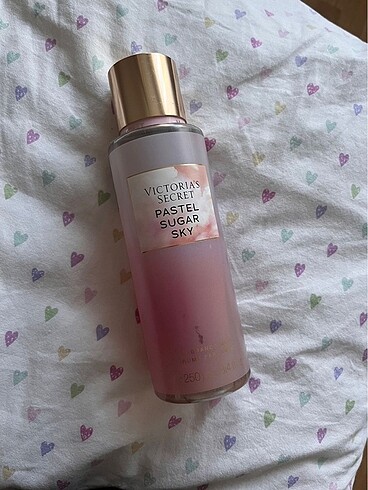 VICTORIA'S
SECRET
PASTEL
SUGAR
SKY
250